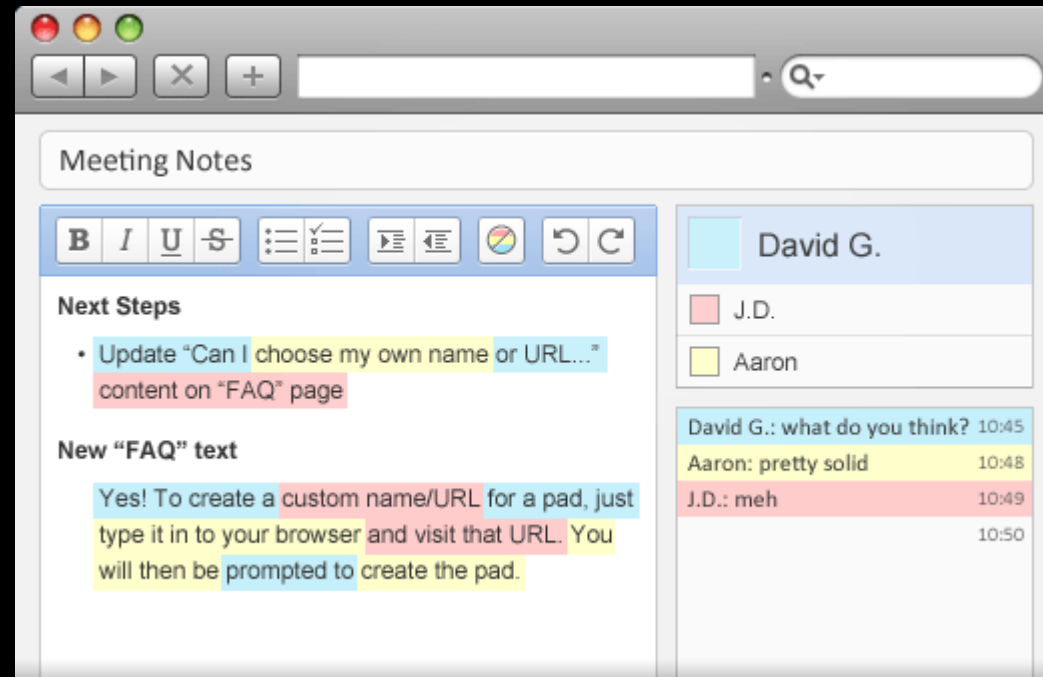 Meeting Notes
B I U S
Next Steps
• Update “Can I choose my own name or URL...”
content on “FAQ” page
New “FAQ” text
Yes! To create a custom name/URL for a pad, just
type it in to your browser and visit that URL. You
will then be prompted to create the pad.
David G.
J.D.
Aaron
David G.: what do you think? 10:45
Aaron: pretty solid 10:48
J.D.: meh 10:49
10:50